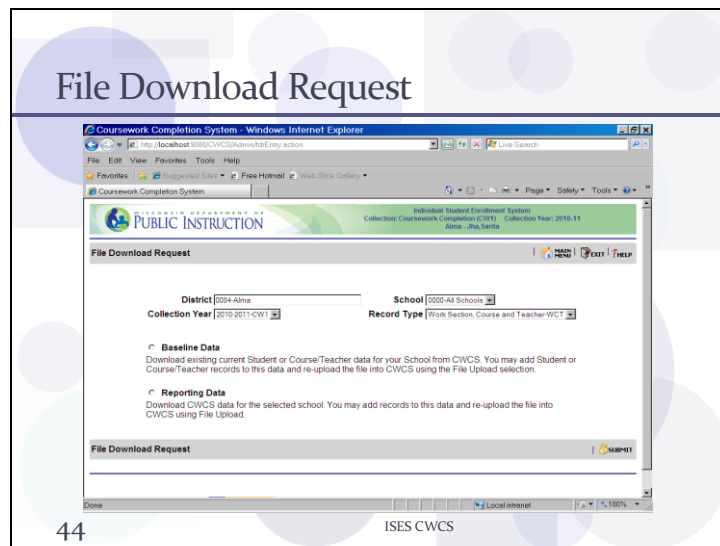 File Download Request
Coursework Completion System - Windows Internet Explorer
http://localhost:9080/CWCS/Admin/fdrEntry.action
Live Search
File Edit View Favorites Tools Help
Favorites Suggested Sites Free Hotmail Web Slice Gallery
Coursework Completion System
Page Safety Tools
WISCONSIN DEPARTMENT OF
PUBLIC INSTRUCTION
Individual Student Enrollment System
Collection: Coursework Completion (CW1) Collection Year: 2010-11
Alma - Jha,Sarita
File Download Request | MAIN MENU | EXIT | ? HELP
District 0084-Alma School 0000-All Schools
Collection Year 2010-2011-CW1 Record Type Work Section, Course and Teacher-WCT
Baseline Data
Download existing current Student or Course/Teacher data for your School from CWCS. You may add Student or
Course/Teacher records to this data and re-upload the file into CWCS using the File Upload selection.
Reporting Data
Download CWCS data for the selected school. You may add records to this data and re-upload the file into
CWCS using File Upload.
File Download Request | SUBMIT
Done Local intranet 100%
44 ISES CWCS